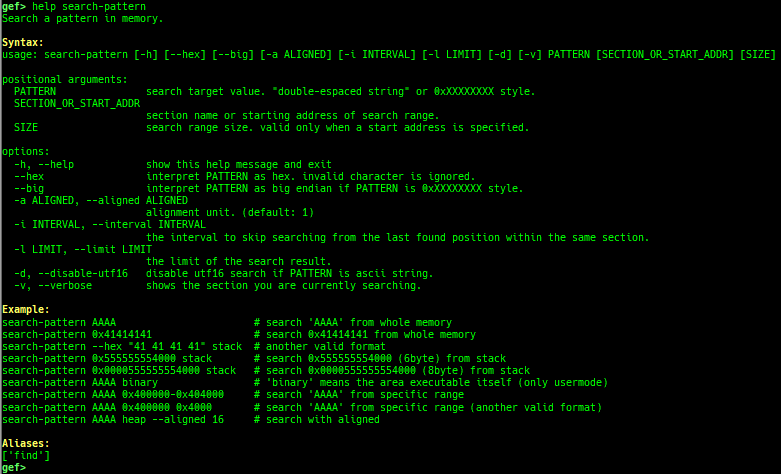 gef> help search-pattern
Search a pattern in memory.
Syntax:
usage: search-pattern [-h] [--hex] [--big] [-a ALIGNED] [-i INTERVAL] [-l LIMIT] [-d] [-v] PATTERN [SECTION_OR_START_ADDR] [SIZE]
positional arguments:
  PATTERN               search target value. "double-espaced string" or 0xXXXXXXXX style.
  SECTION_OR_START_ADDR
                        section name or starting address of search range.
  SIZE                  search range size. valid only when a start address is specified.
options:
  -h, --help            show this help message and exit
  --hex                 interpret PATTERN as hex. invalid character is ignored.
  --big                 interpret PATTERN as big endian if PATTERN is 0xXXXXXXXX style.
  -a ALIGNED, --aligned ALIGNED
                        alignment unit. (default: 1)
  -i INTERVAL, --interval INTERVAL
                        the interval to skip searching from the last found position within the same section.
  -l LIMIT, --limit LIMIT
                        the limit of the search result.
  -d, --disable-utf16   disable utf16 search if PATTERN is ascii string.
  -v, --verbose         shows the section you are currently searching.
Example:
search-pattern AAAA                       # search 'AAAA' from whole memory
search-pattern 0x41414141                 # search 0x41414141 from whole memory
search-pattern --hex "41 41 41 41" stack  # another valid format
search-pattern 0x555555554000 stack       # search 0x555555554000 (6byte) from stack
search-pattern 0x0000555555554000 stack   # search 0x0000555555554000 (8byte) from stack
search-pattern AAAA binary                # 'binary' means the area executable itself (only usermode)
search-pattern AAAA 0x400000-0x404000     # search 'AAAA' from specific range
search-pattern AAAA 0x400000 0x4000       # search 'AAAA' from specific range (another valid format)
search-pattern AAAA heap --aligned 16     # search with aligned
Aliases:
['find']
gef>